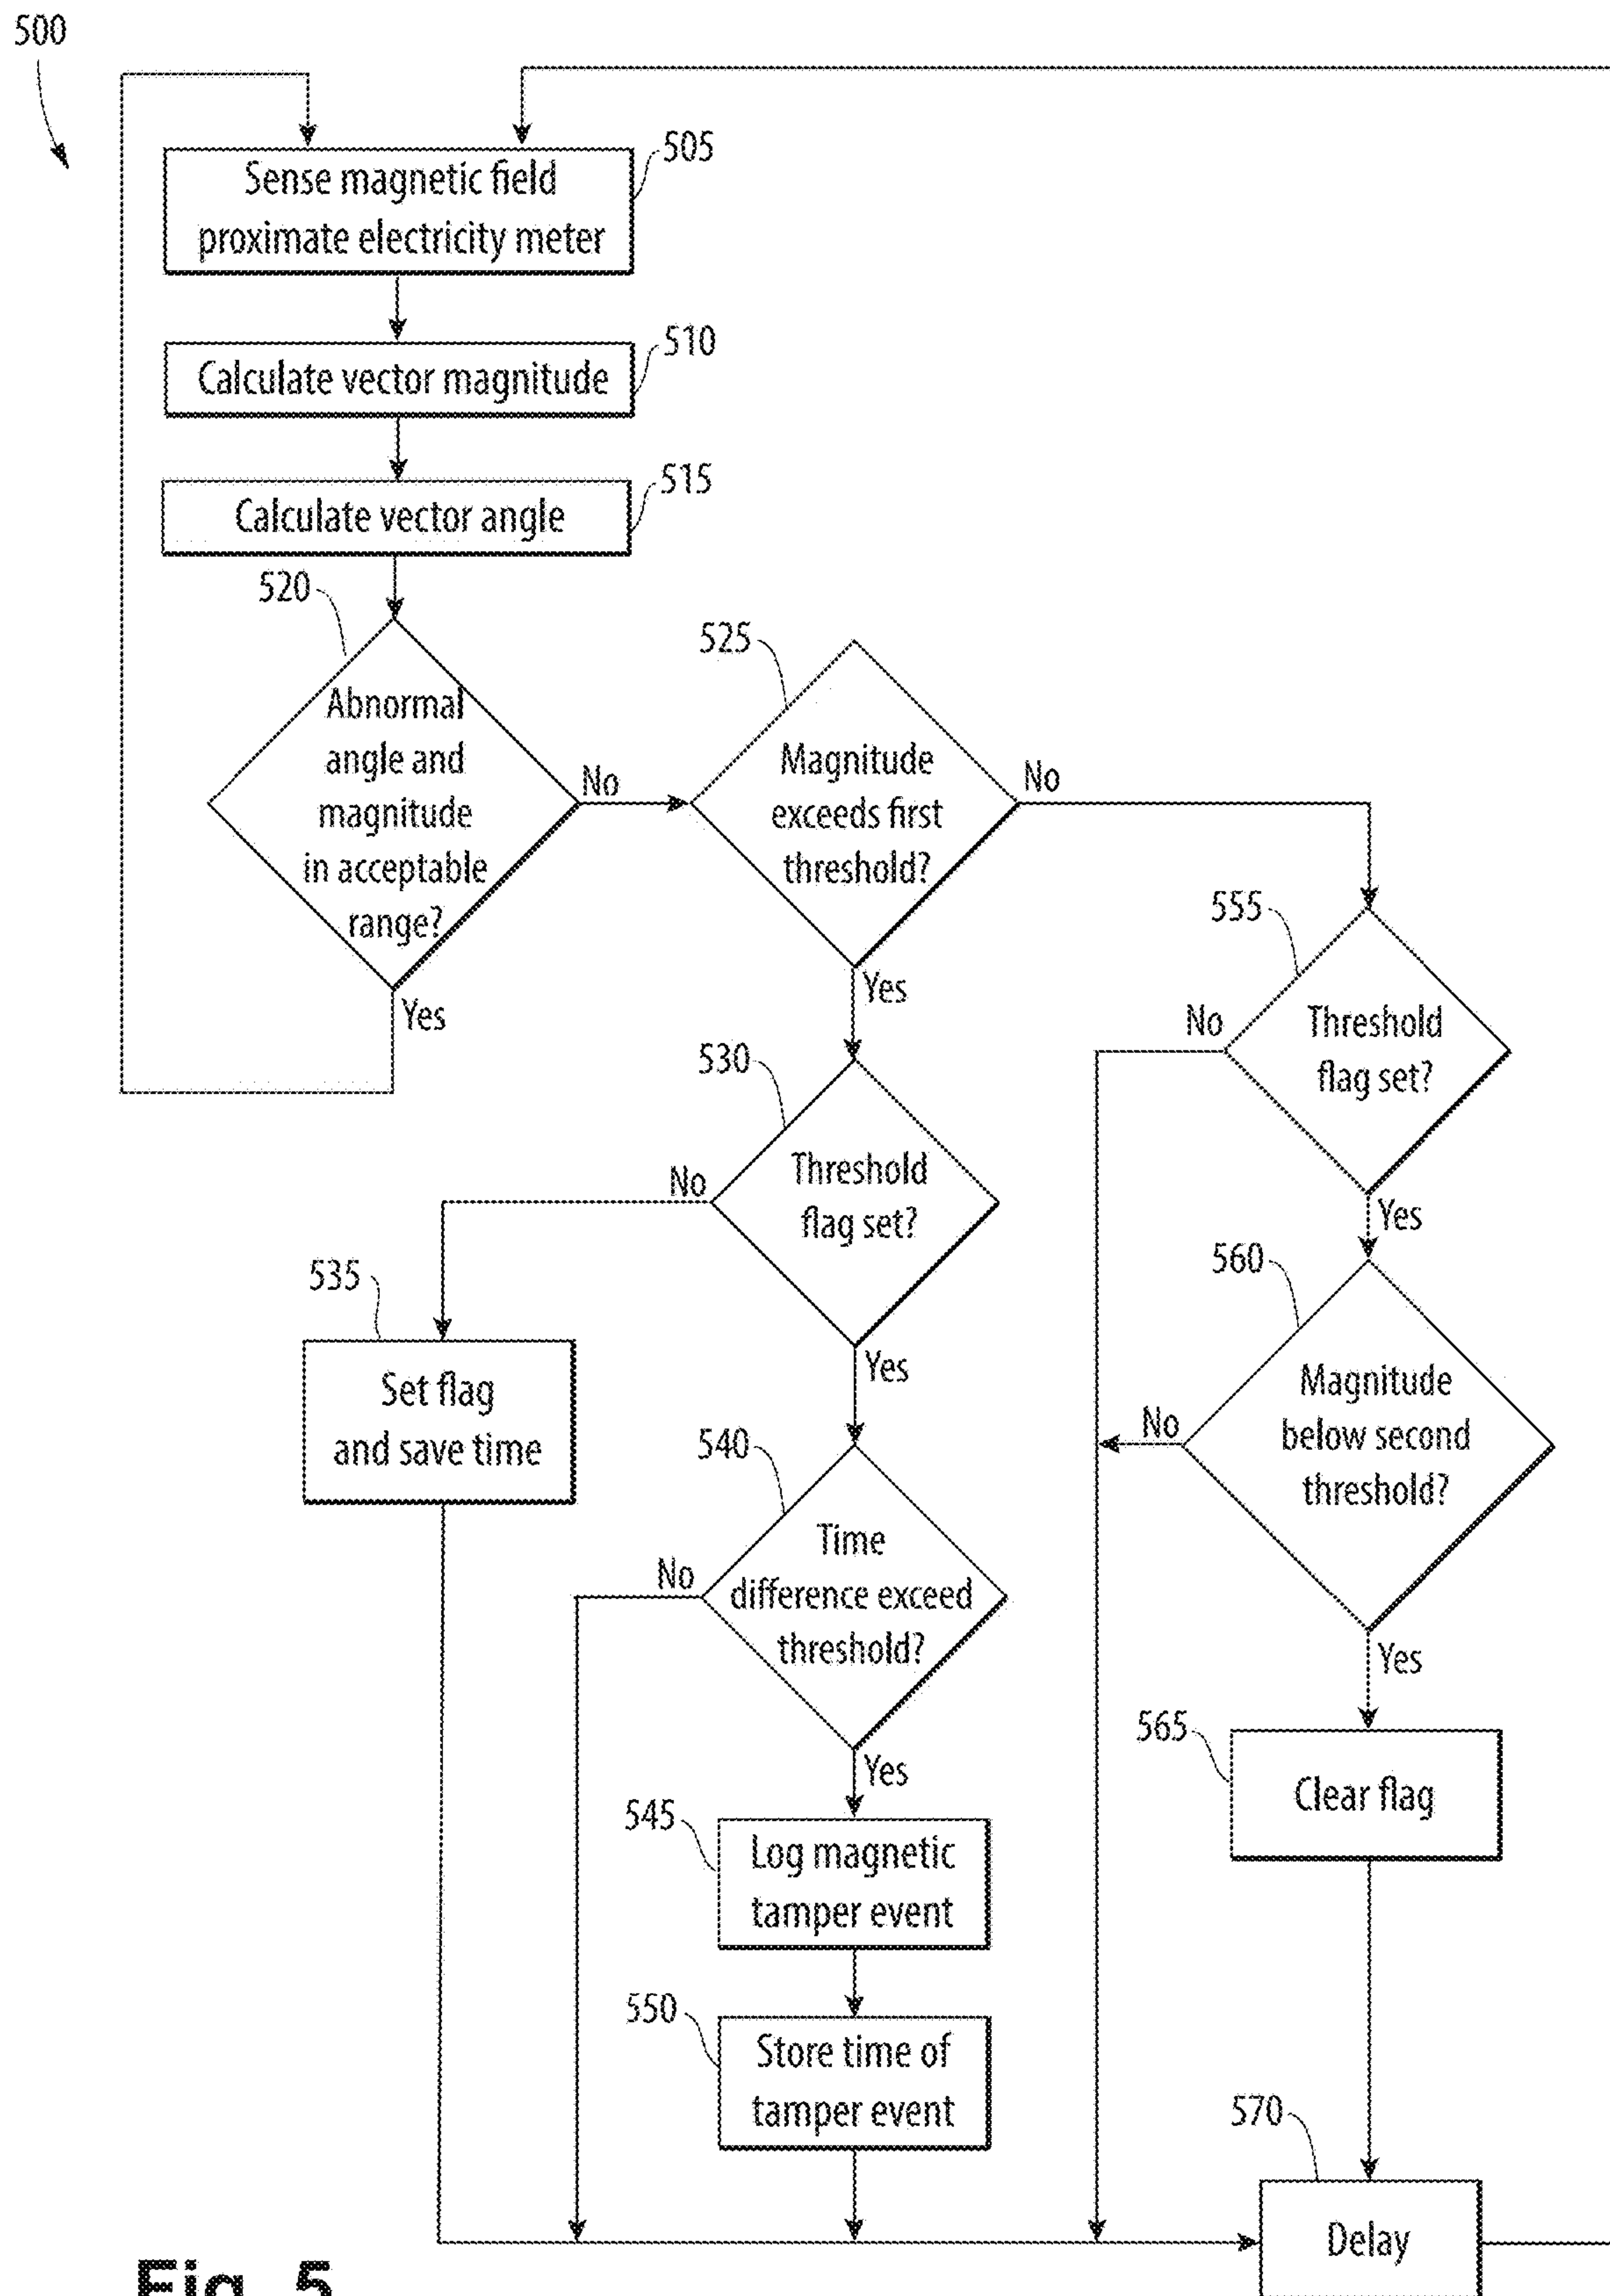 500
505
Sense magnetic field
proximate electricity meter
510
Calculate vector magnitude
515
Calculate vector angle
520
Abnormal
angle and
magnitude
in acceptable
range?
No
Yes
525
Magnitude
exceeds first
threshold?
No
Yes
530
Threshold
flag set?
No
Yes
535
Set flag
and save time
540
Time
difference exceed
threshold?
No
Yes
545
Log magnetic
tamper event
550
Store time of
tamper event
555
Threshold
flag set?
No
Yes
560
Magnitude
below second
threshold?
No
Yes
565
Clear flag
570
Delay
Fig. 5